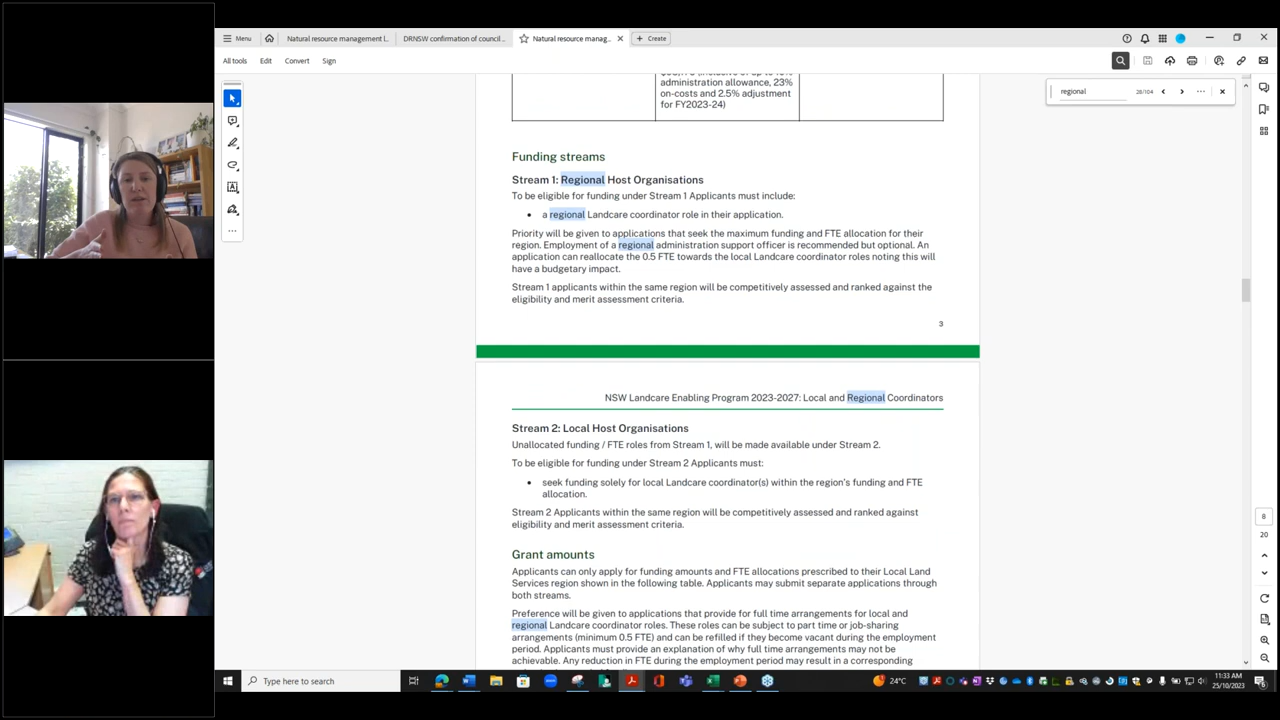 Menu
Natural resource management l..
DRNSW confirmation of council ..
Natural resource manag..
Create
All tools
Edit
Convert
Sign
regional
26/104
administration allowance, 23%
on-costs and 2.5% adjustment
for FY2023-24)
Funding streams
Stream 1: Regional Host Organisations
To be eligible for funding under Stream 1 Applicants must include:
• a regional Landcare coordinator role in their application.
Priority will be given to applications that seek the maximum funding and FTE allocation for their
region. Employment of a regional administration support officer is recommended but optional. An
application can reallocate the 0.5 FTE towards the local Landcare coordinator roles noting this will
have a budgetary impact.
Stream 1 applicants within the same region will be competitively assessed and ranked against the
eligibility and merit assessment criteria.
3
NSW Landcare Enabling Program 2023-2027: Local and Regional Coordinators
Stream 2: Local Host Organisations
Unallocated funding / FTE roles from Stream 1, will be made available under Stream 2.
To be eligible for funding under Stream 2 Applicants must:
• seek funding solely for local Landcare coordinator(s) within the region's funding and FTE
allocation.
Stream 2 Applicants within the same region will be competitively assessed and ranked against
eligibility and merit assessment criteria.
Grant amounts
Applicants can only apply for funding amounts and FTE allocations prescribed to their Local Land
Services region shown in the following table. Applicants may submit separate applications through
both streams.
Preference will be given to applications that provide for full time arrangements for local and
regional Landcare coordinator roles. These roles can be subject to part time or job-sharing
arrangements (minimum 0.5 FTE) and can be refilled if they become vacant during the employment
period. Applicants must provide an explanation of why full time arrangements may not be
achievable. Any reduction in FTE during the employment period may result in a corresponding
8
20
Type here to search
24°C
11:33 AM
25/10/2023